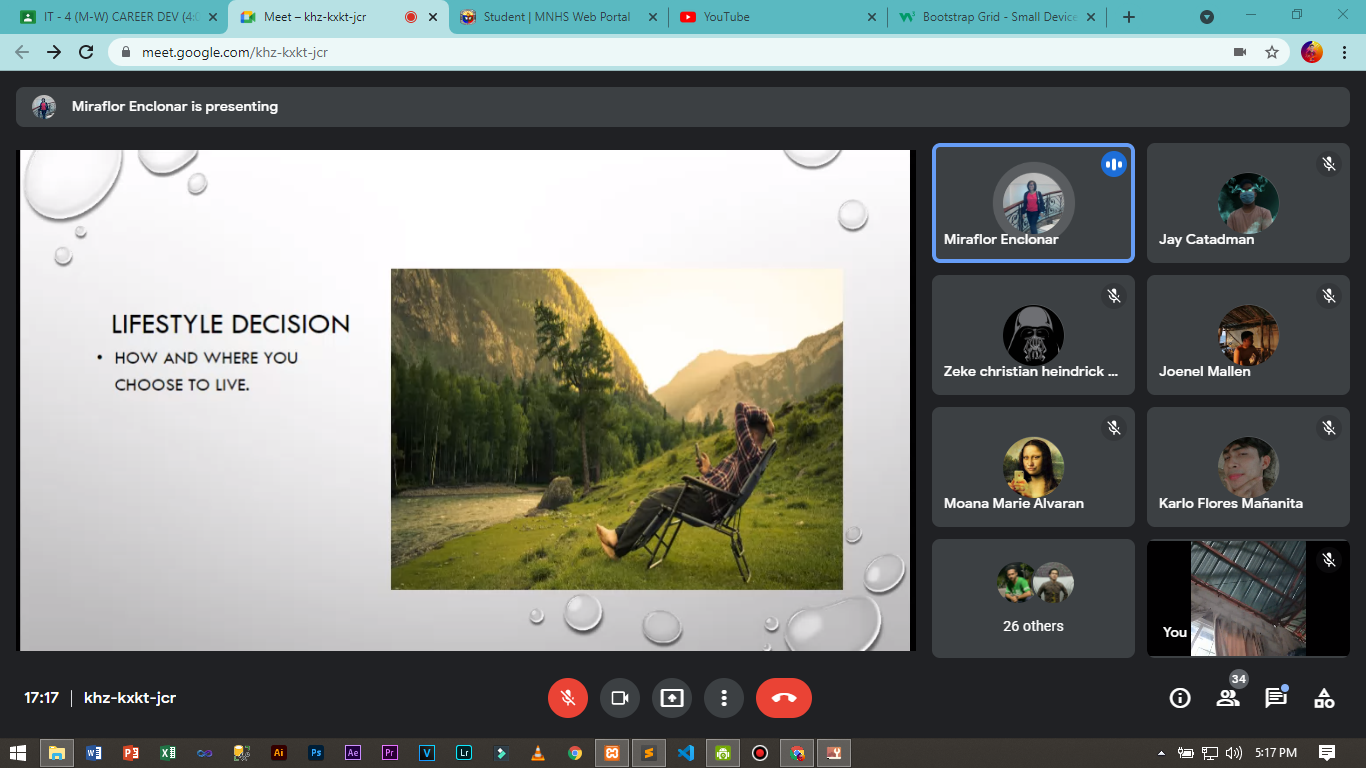 IT - 4 (M-W) CAREER DEV (4:0
Meet – khz-kxkt-jcr
Student | MNHS Web Portal
YouTube
Bootstrap Grid - Small Device
meet.google.com/khz-kxkt-jcr
Miraflor Enclonar is presenting
LIFESTYLE DECISION
• HOW AND WHERE YOU
CHOOSE TO LIVE.
Miraflor Enclonar
Jay Catadman
Zeke christian heindrick ...
Joenel Mallen
Moana Marie Alvaran
Karlo Flores Mañanita
26 others
You
17:17 | khz-kxkt-jcr
34
Ai
Ps
Ae
Pr
V
Lr
5:17 PM